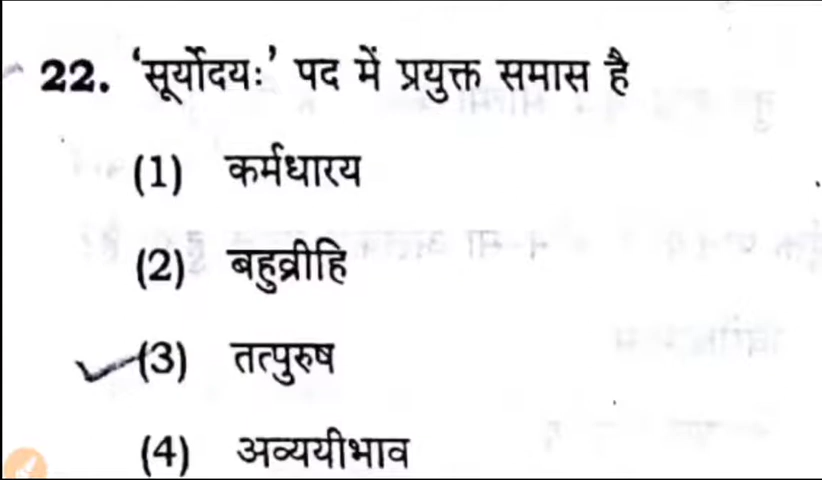 22. 'सूर्योदयः' पद में प्रयुक्त समास है
(1) कर्मधारय
(2) बहुव्रीहि
(3) तत्पुरुष
(4) अव्ययीभाव